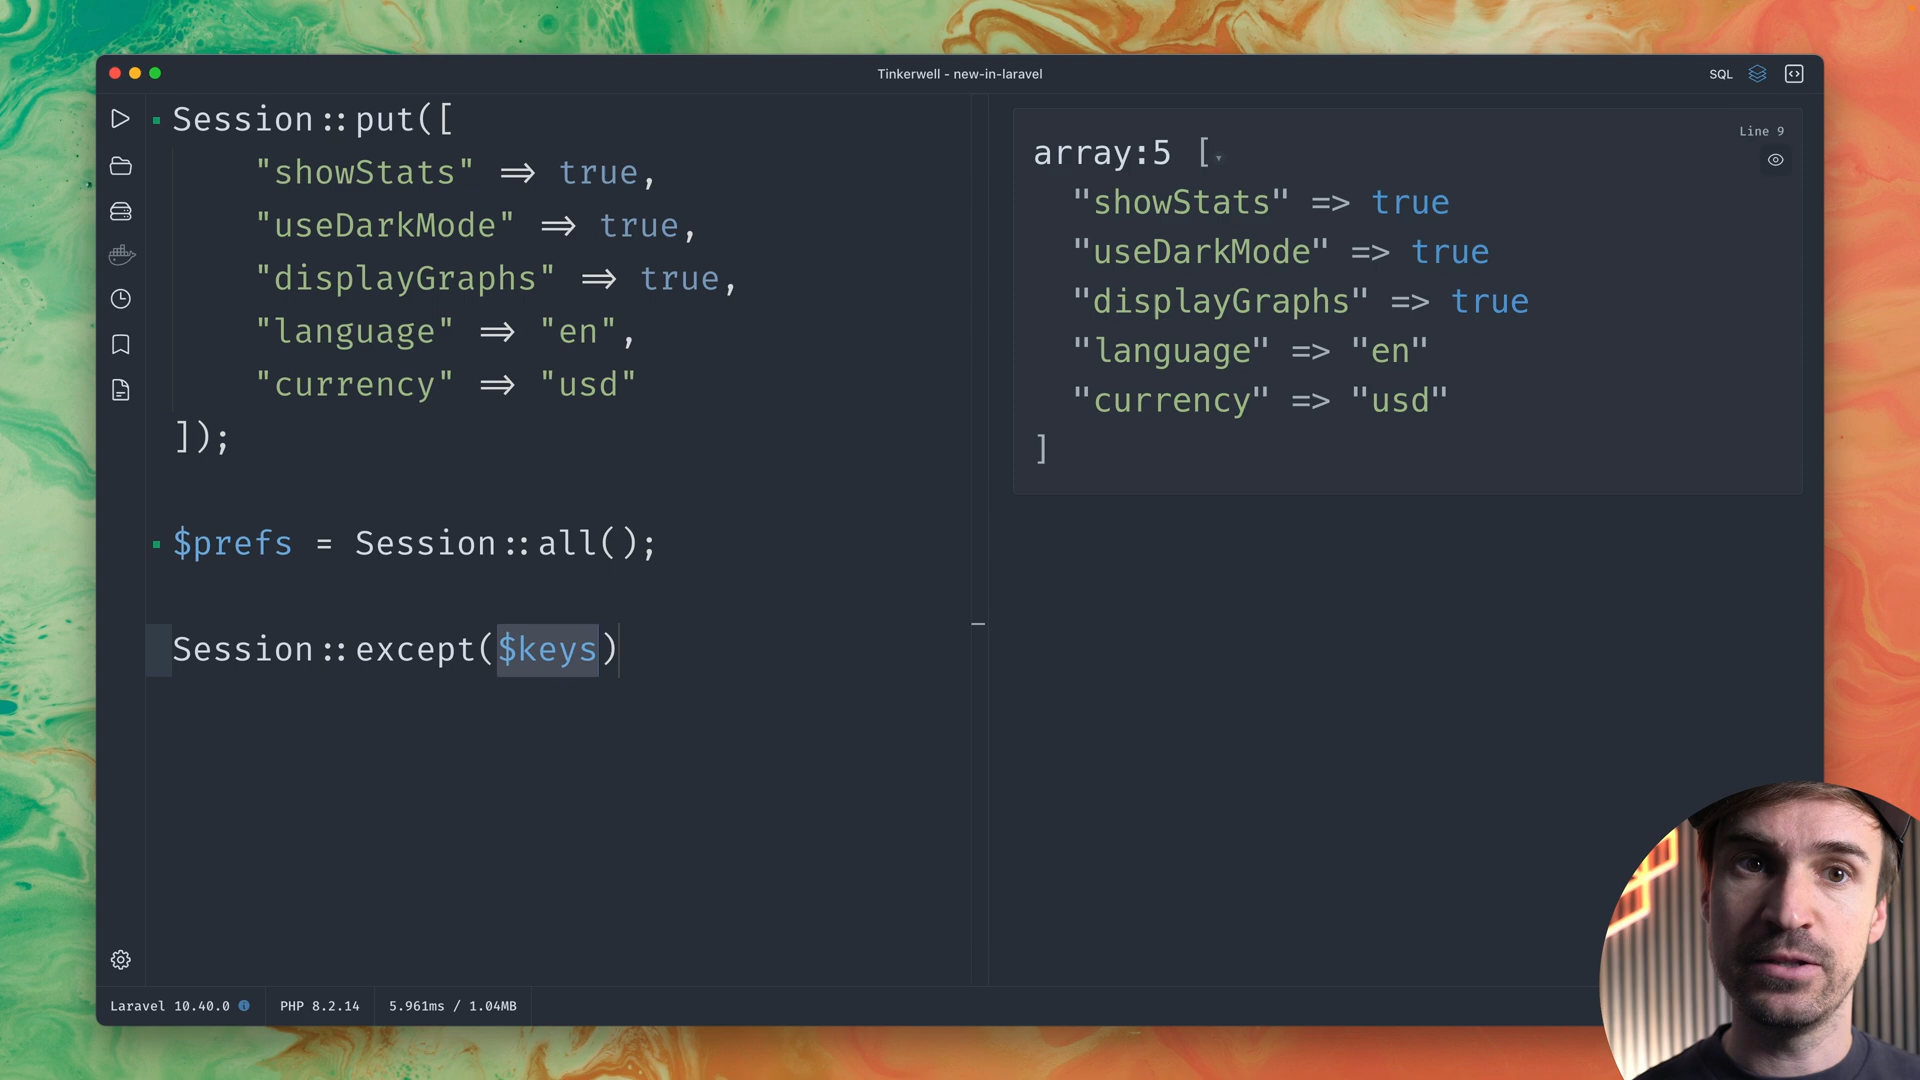 Tinkerwell - new-in-laravel
SQL
Session::put([
"showStats" => true,
"useDarkMode" => true,
"displayGraphs" => true,
"language" => "en",
"currency" => "usd"
]);
$prefs = Session::all();
Session::except($keys)
Line 9
array:5 [
"showStats" => true
"useDarkMode" => true
"displayGraphs" => true
"language" => "en"
"currency" => "usd"
]
Laravel 10.40.0
PHP 8.2.14
5.961ms / 1.04MB